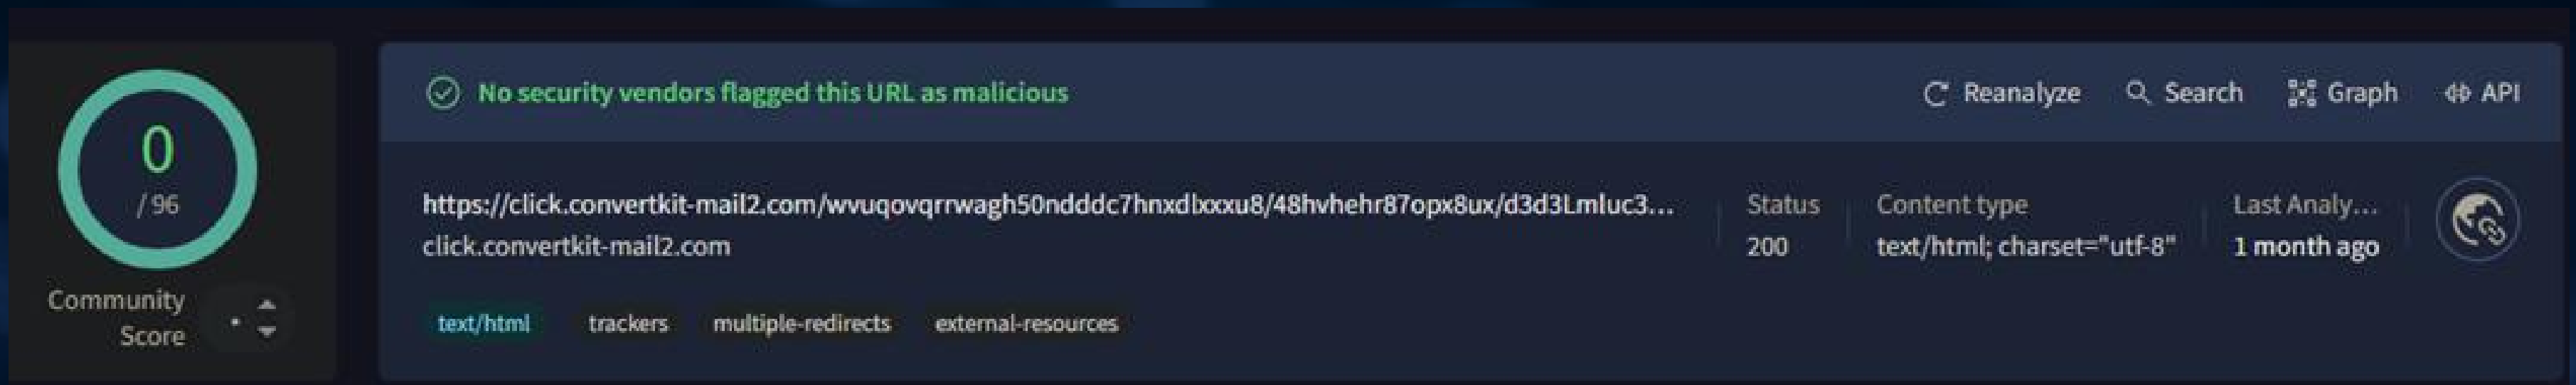 0
/ 96
Community
Score
No security vendors flagged this URL as malicious
Reanalyze
Search
Graph
API
https://click.convertkit-mail2.com/wvuqovqrrwagh50ndddc7hnxdlxxxu8/48hvhehr87opx8ux/d3d3Lmluc3...
click.convertkit-mail2.com
Status
200
Content type
text/html; charset="utf-8"
Last Analy...
1 month ago
text/html
trackers
multiple-redirects
external-resources